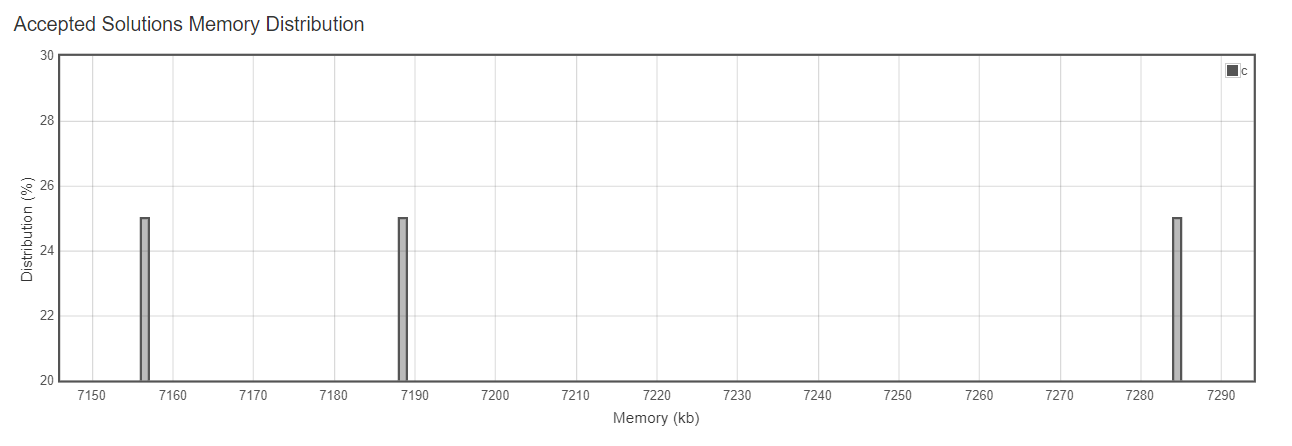 Accepted Solutions Memory Distribution
30
c
28
26
24
22
20
Distribution (%)
7150 7160 7170 7180 7190 7200 7210 7220 7230 7240 7250 7260 7270 7280 7290
Memory (kb)